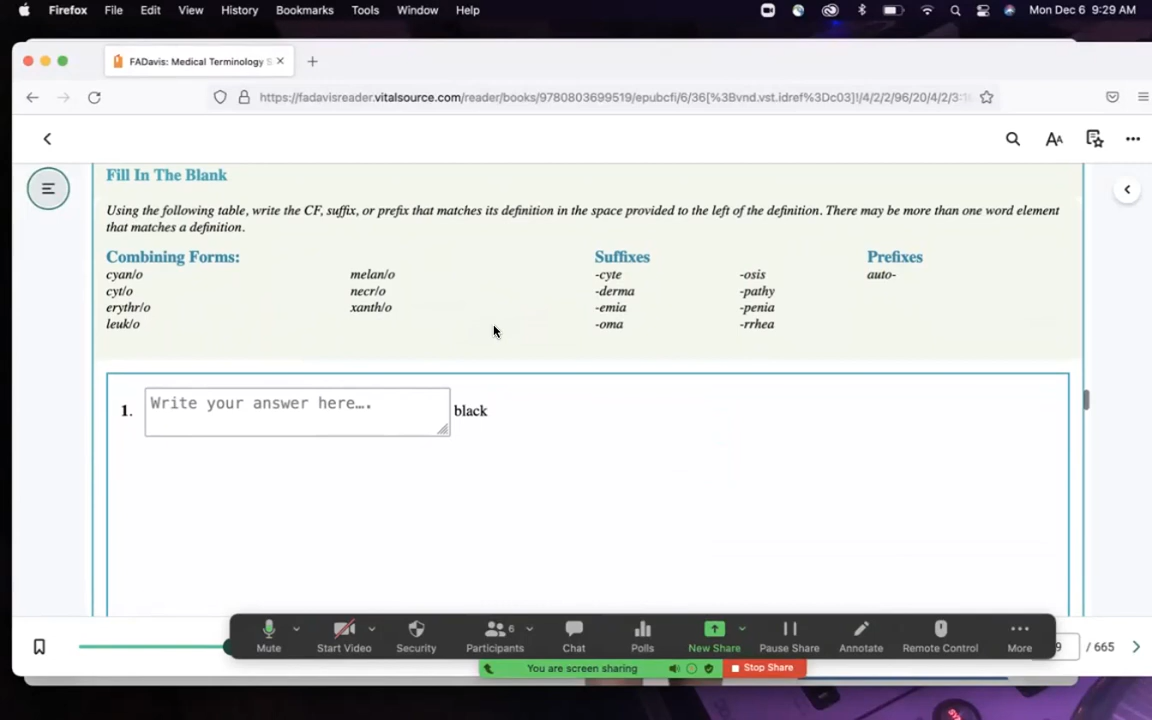 Firefox File Edit View History Bookmarks Tools Window Help Mon Dec 6 9:29 AM
FADavis: Medical Terminology S
https://fadavisreader.vitalsource.com/reader/books/9780803699519/epubcfi/6/36[%3Bvnd.vst.idref%3Dc03]!/4/2/2/96/20/4/2/3:1
AA
Fill In The Blank
Using the following table, write the CF, suffix, or prefix that matches its definition in the space provided to the left of the definition. There may be more than one word element
that matches a definition.
Combining Forms: Suffixes Prefixes
cyan/o melan/o -cyte -osis auto-
cyt/o necr/o -derma -pathy
erythr/o xanth/o -emia -penia
leuk/o -oma -rrhea
1. Write your answer here.... black
Mute Start Video Security Participants 6 Chat Polls New Share Pause Share Annotate Remote Control More
9 / 665
You are screen sharing Stop Share